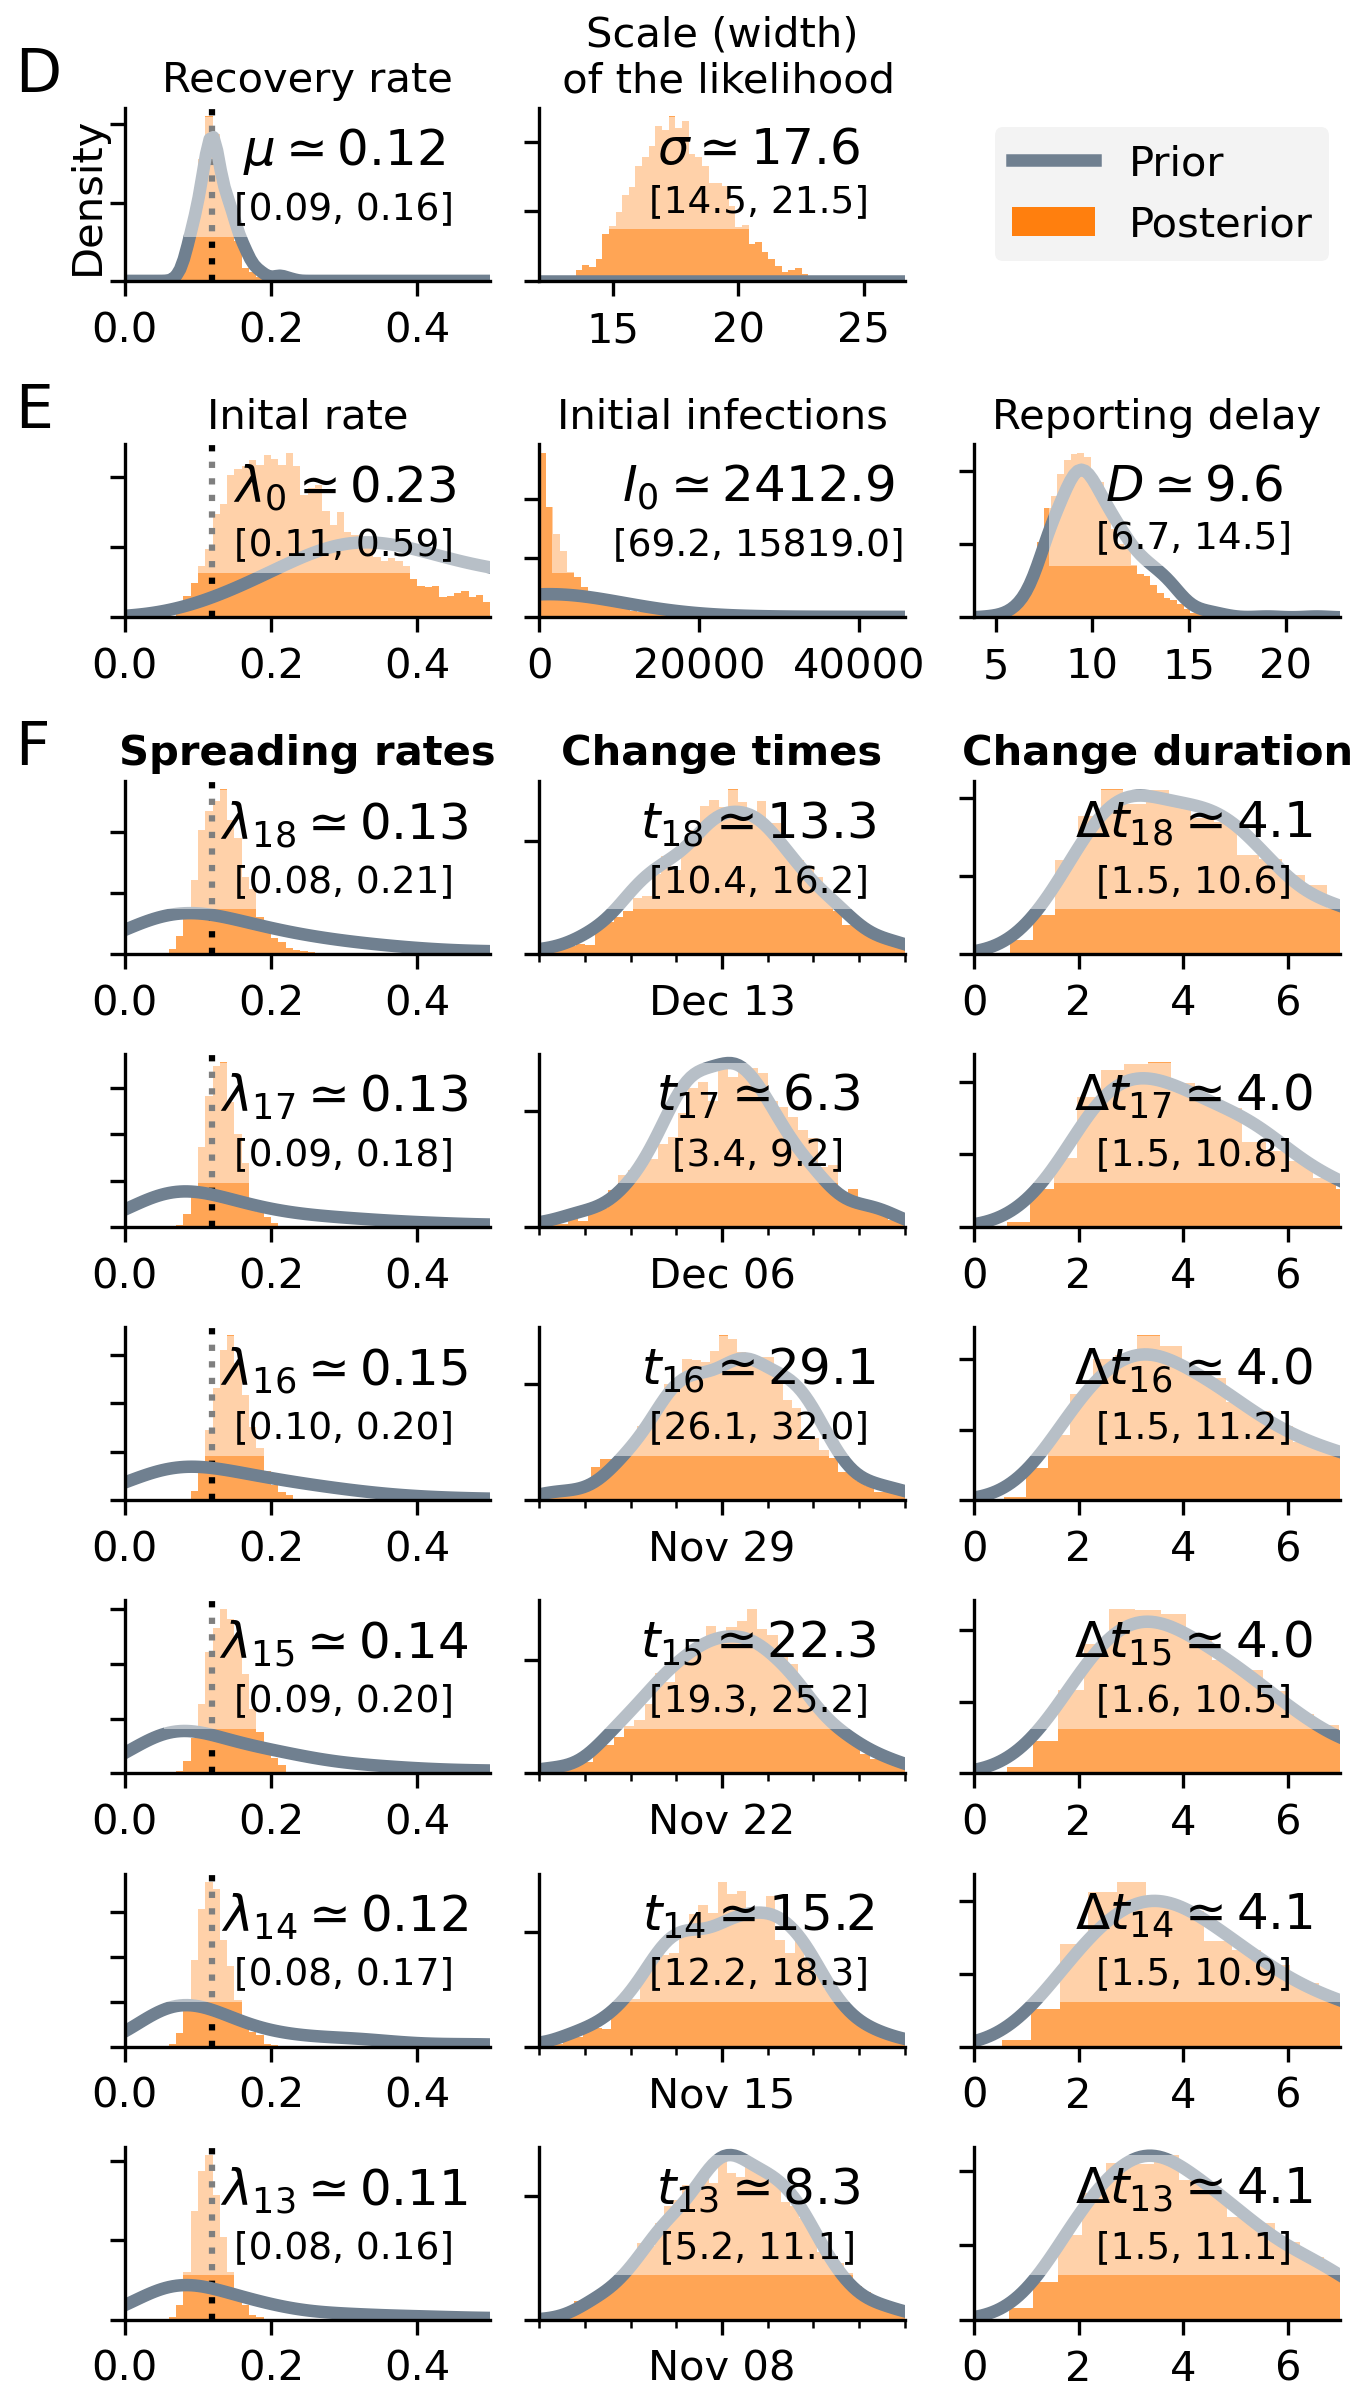 D
Recovery rate
Scale (width)
of the likelihood
Density
μ ≃ 0.12
[0.09, 0.16]
σ ≃ 17.6
[14.5, 21.5]
Prior
Posterior
0.0 0.2 0.4
15 20 25
E
Inital rate
Initial infections
Reporting delay
λ₀ ≃ 0.23
[0.11, 0.59]
I₀ ≃ 2412.9
[69.2, 15819.0]
D ≃ 9.6
[6.7, 14.5]
0.0 0.2 0.4
0 20000 40000
5 10 15 20
F
Spreading rates
Change times
Change duration
λ₁₈ ≃ 0.13
[0.08, 0.21]
t₁₈ ≃ 13.3
[10.4, 16.2]
Δt₁₈ ≃ 4.1
[1.5, 10.6]
0.0 0.2 0.4
Dec 13
0 2 4 6
λ₁₇ ≃ 0.13
[0.09, 0.18]
t₁₇ ≃ 6.3
[3.4, 9.2]
Δt₁₇ ≃ 4.0
[1.5, 10.8]
0.0 0.2 0.4
Dec 06
0 2 4 6
λ₁₆ ≃ 0.15
[0.10, 0.20]
t₁₆ ≃ 29.1
[26.1, 32.0]
Δt₁₆ ≃ 4.0
[1.5, 11.2]
0.0 0.2 0.4
Nov 29
0 2 4 6
λ₁₅ ≃ 0.14
[0.09, 0.20]
t₁₅ ≃ 22.3
[19.3, 25.2]
Δt₁₅ ≃ 4.0
[1.6, 10.5]
0.0 0.2 0.4
Nov 22
0 2 4 6
λ₁₄ ≃ 0.12
[0.08, 0.17]
t₁₄ ≃ 15.2
[12.2, 18.3]
Δt₁₄ ≃ 4.1
[1.5, 10.9]
0.0 0.2 0.4
Nov 15
0 2 4 6
λ₁₃ ≃ 0.11
[0.08, 0.16]
t₁₃ ≃ 8.3
[5.2, 11.1]
Δt₁₃ ≃ 4.1
[1.5, 11.1]
0.0 0.2 0.4
Nov 08
0 2 4 6